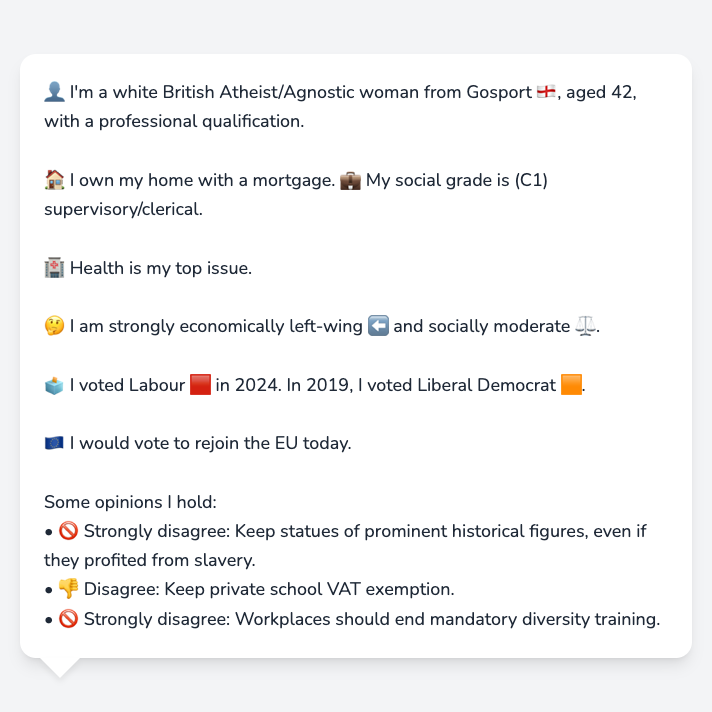 👤 I'm a white British Atheist/Agnostic woman from Gosport 🏴󠁧󠁢󠁥󠁮󠁧󠁿, aged 42,
with a professional qualification.
🏠 I own my home with a mortgage. 💼 My social grade is (C1)
supervisory/clerical.
🏥 Health is my top issue.
🤔 I am strongly economically left-wing ⬅️ and socially moderate ⚖️.
🗳️ I voted Labour 🟥 in 2024. In 2019, I voted Liberal Democrat 🟧.
🇪🇺 I would vote to rejoin the EU today.
Some opinions I hold:
• 🚫 Strongly disagree: Keep statues of prominent historical figures, even if
they profited from slavery.
• 👎 Disagree: Keep private school VAT exemption.
• 🚫 Strongly disagree: Workplaces should end mandatory diversity training.